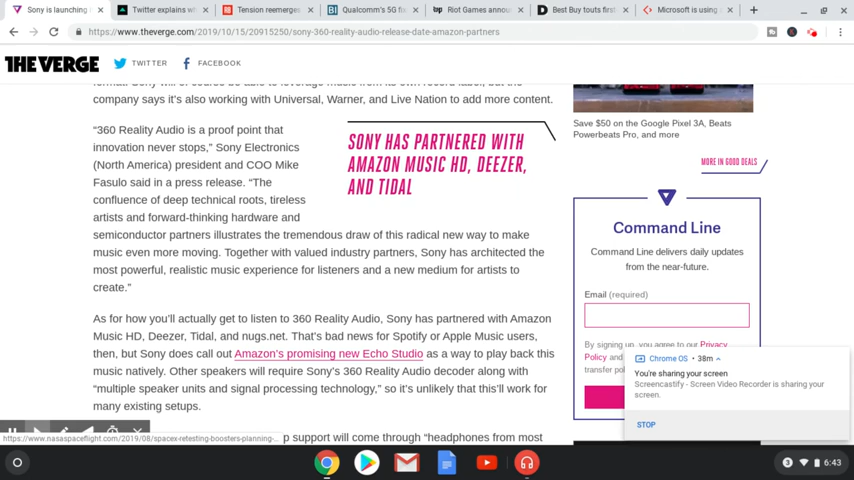 Sony is launching
Twitter explains wh
Tension reemerge
Qualcomm's 5G fix
Riot Games annou
Best Buy touts first
Microsoft is using
https://www.theverge.com/2019/10/15/20915250/sony-360-reality-audio-release-date-amazon-partners
THE VERGE
TWITTER
FACEBOOK
company says it's also working with Universal, Warner, and Live Nation to add more content.
“360 Reality Audio is a proof point that
innovation never stops,” Sony Electronics
(North America) president and COO Mike
Fasulo said in a press release. “The
confluence of deep technical roots, tireless
artists and forward-thinking hardware and
semiconductor partners illustrates the tremendous draw of this radical new way to make
music even more moving. Together with valued industry partners, Sony has architected the
most powerful, realistic music experience for listeners and a new medium for artists to
create.”
SONY HAS PARTNERED WITH
AMAZON MUSIC HD, DEEZER,
AND TIDAL
As for how you'll actually get to listen to 360 Reality Audio, Sony has partnered with Amazon
Music HD, Deezer, Tidal, and nugs.net. That's bad news for Spotify or Apple Music users,
then, but Sony does call out Amazon's promising new Echo Studio as a way to play back this
music natively. Other speakers will require Sony's 360 Reality Audio decoder along with
“multiple speaker units and signal processing technology,” so it's unlikely that this'll work for
many existing setups.
p support will come through “headphones from most
https://www.nasaspaceflight.com/2019/08/spacex-retesting-boosters-planning-...
Save $50 on the Google Pixel 3A, Beats
Powerbeats Pro, and more
MORE IN GOOD DEALS
Command Line
Command Line delivers daily updates
from the near-future.
Email (required)
By signing up, you agree to our Privacy
Policy and
transfer pol
Chrome OS • 38m
You're sharing your screen
Screencastify - Screen Video Recorder is sharing your
screen.
STOP
3
6:43